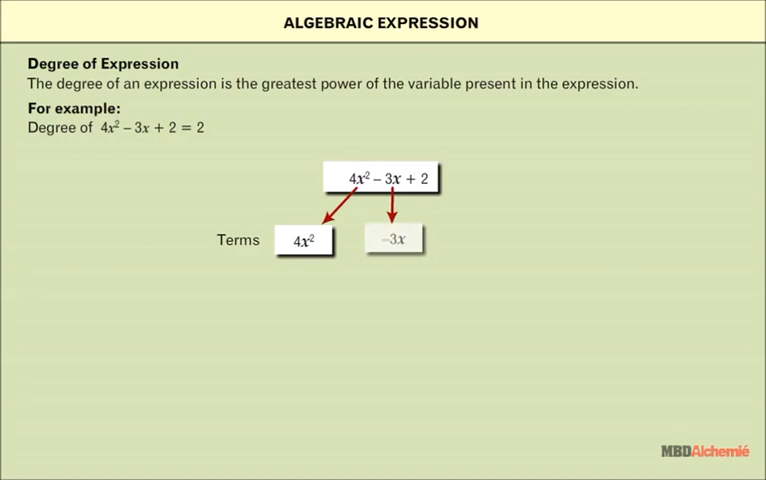 ALGEBRAIC EXPRESSION
Degree of Expression
The degree of an expression is the greatest power of the variable present in the expression.
For example:
Degree of 4x² – 3x + 2 = 2
4x² – 3x + 2
Terms 4x² –3x
MBDAlchemié